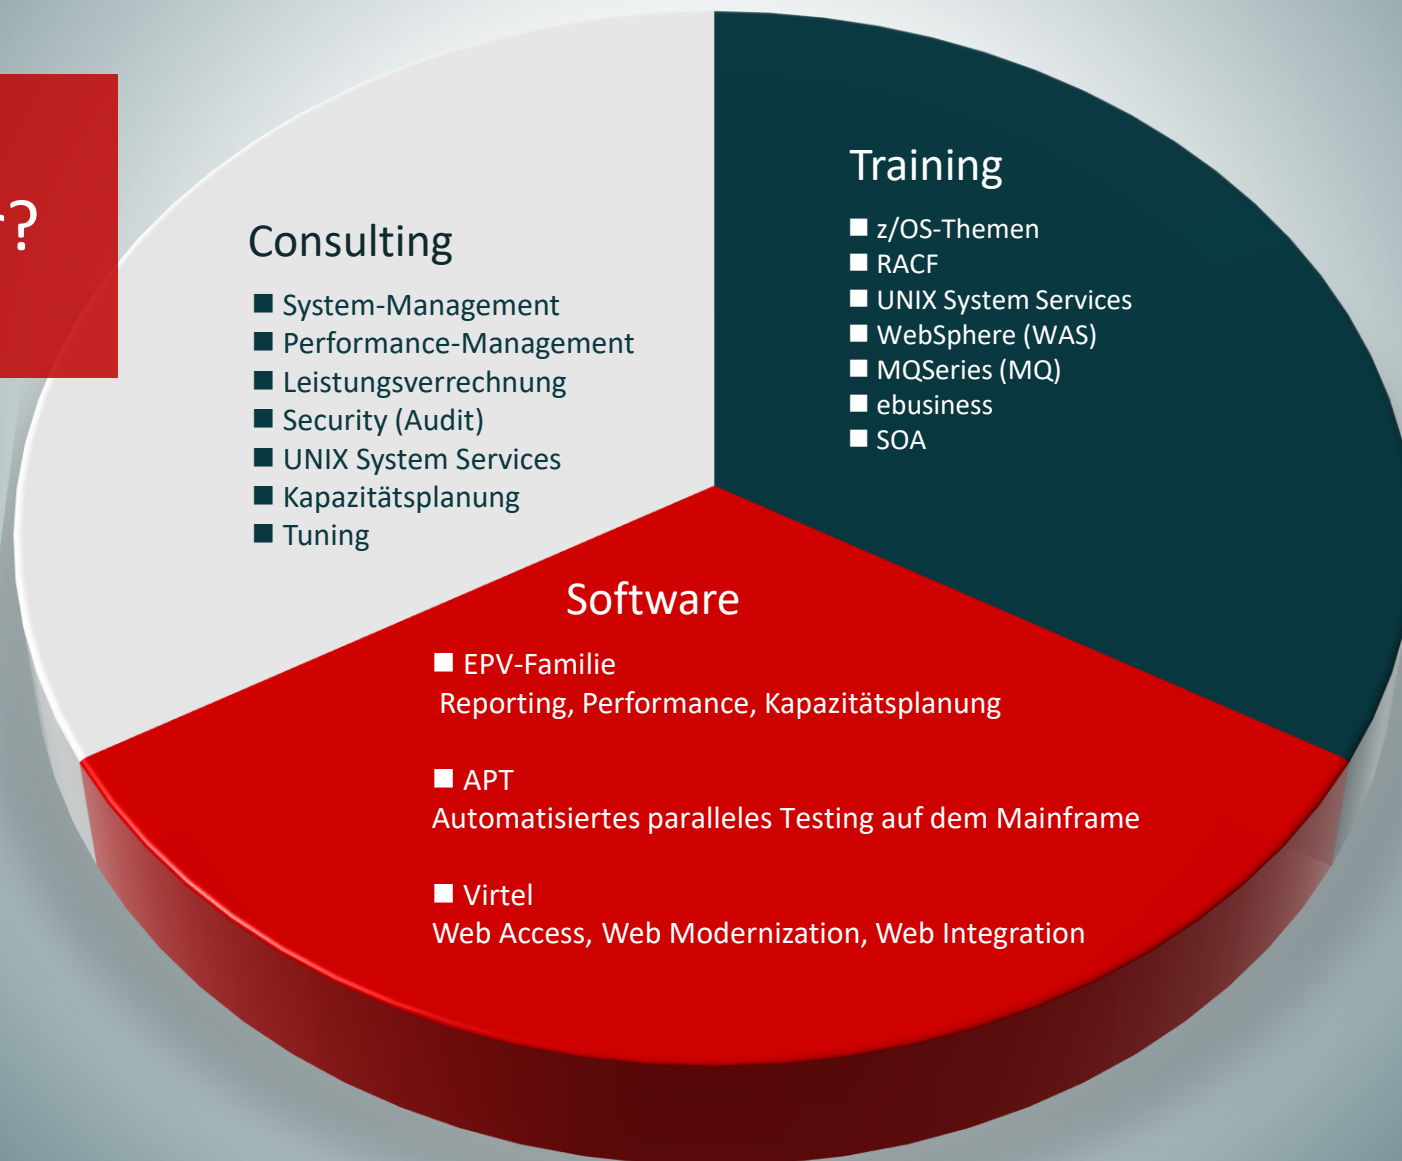 r?
Consulting
■ System-Management
■ Performance-Management
■ Leistungsverrechnung
■ Security (Audit)
■ UNIX System Services
■ Kapazitätsplanung
■ Tuning
Training
■ z/OS-Themen
■ RACF
■ UNIX System Services
■ WebSphere (WAS)
■ MQSeries (MQ)
■ ebusiness
■ SOA
Software
■ EPV-Familie
Reporting, Performance, Kapazitätsplanung
■ APT
Automatisiertes paralleles Testing auf dem Mainframe
■ Virtel
Web Access, Web Modernization, Web Integration